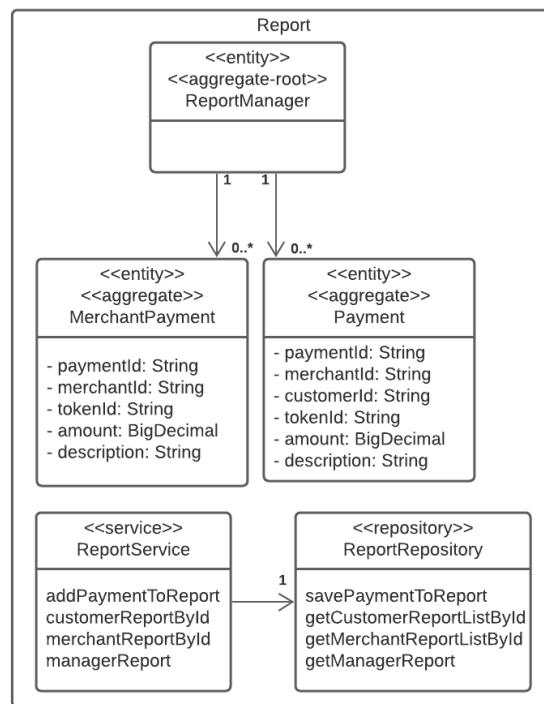 Report
<<entity>>
<<aggregate-root>>
ReportManager
1
1
0..*
0..*
<<entity>>
<<aggregate>>
MerchantPayment
- paymentId: String
- merchantId: String
- tokenId: String
- amount: BigDecimal
- description: String
<<entity>>
<<aggregate>>
Payment
- paymentId: String
- merchantId: String
- customerId: String
- tokenId: String
- amount: BigDecimal
- description: String
<<service>>
ReportService
addPaymentToReport
customerReportById
merchantReportById
managerReport
1
<<repository>>
ReportRepository
savePaymentToReport
getCustomerReportListById
getMerchantReportListById
getManagerReport